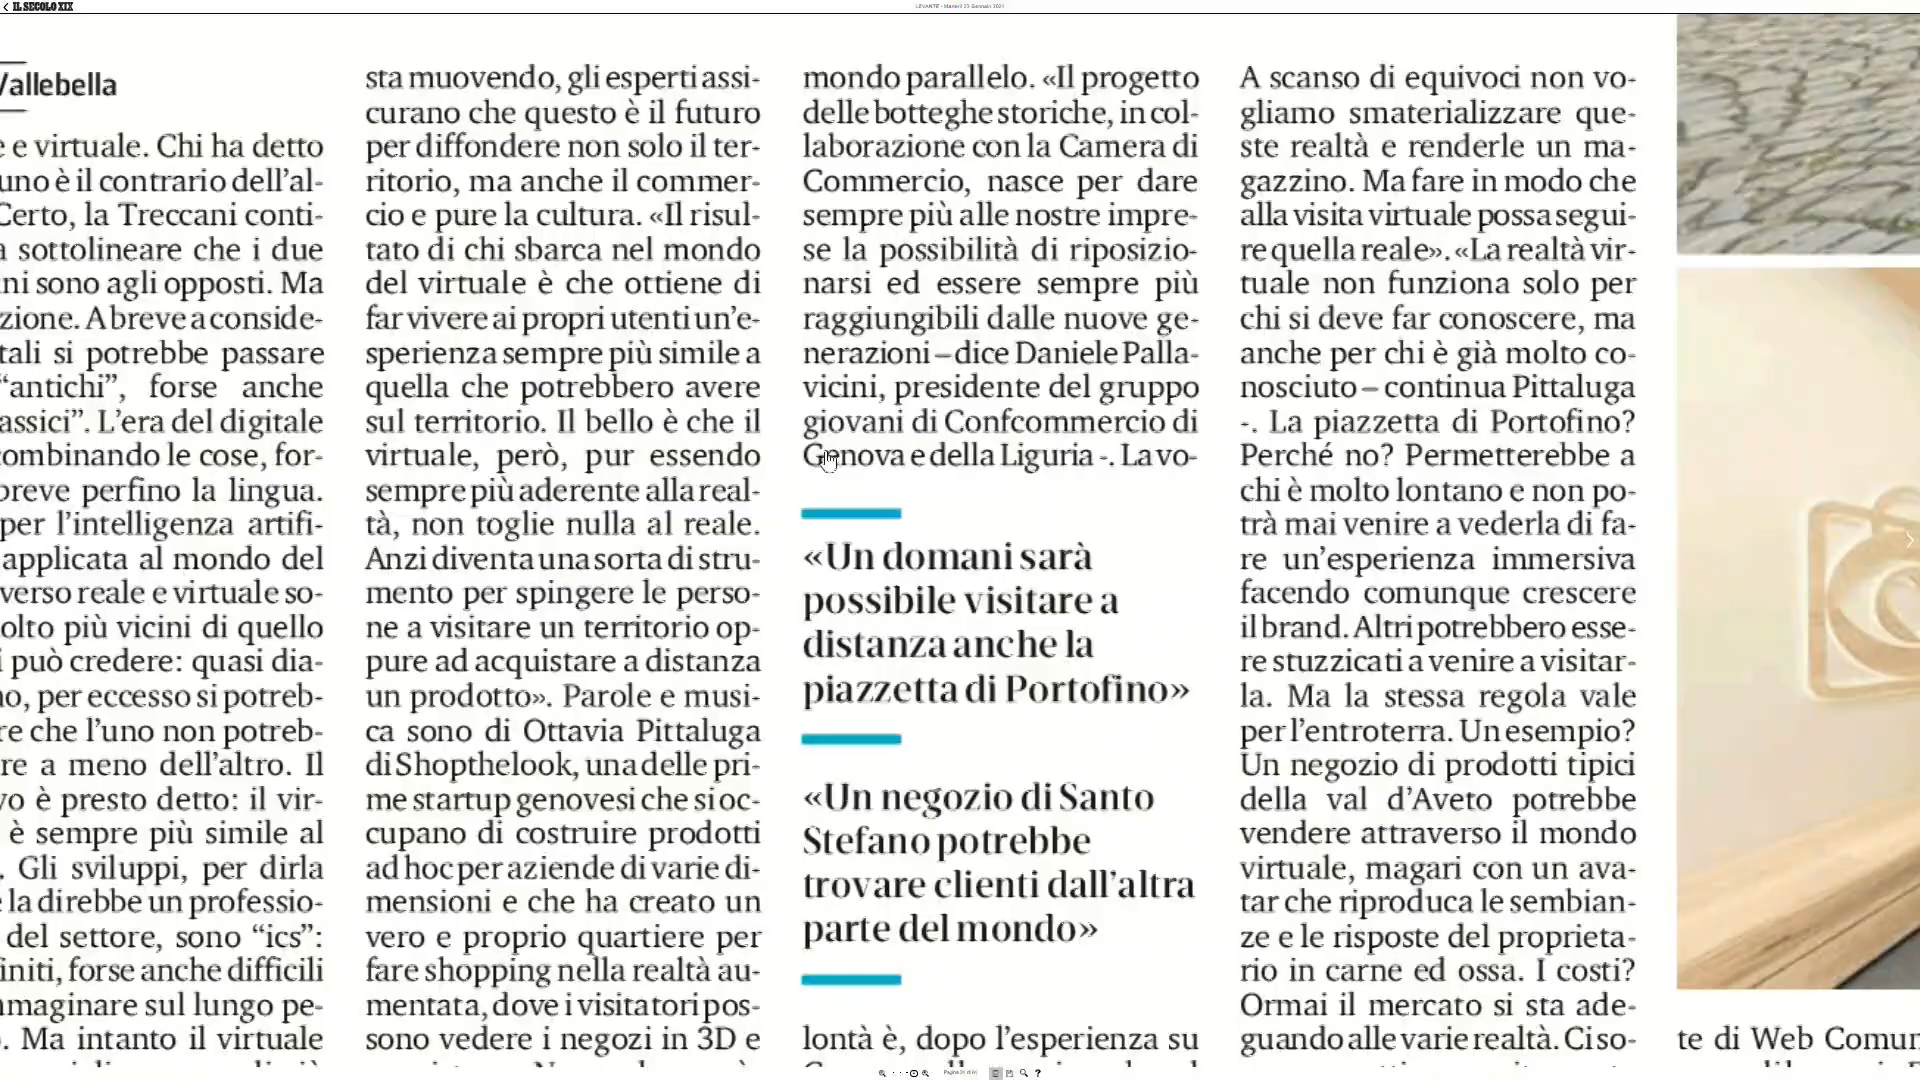 IL SECOLO XIX
LEVANTE - Martedì 23 Gennaio
Vallebella
e virtuale. Chi ha detto
uno è il contrario dell'al-
Certo, la Treccani conti-
sottolineare che i due
sono agli opposti. Ma
A breve a conside-
si potrebbe passare
“antichi”, forse anche
L'era del digitale
le cose, for-
perfino la lingua.
per l'intelligenza artifi-
applicata al mondo del
reale e virtuale so-
più vicini di quello
può credere: quasi dia-
per eccesso si potreb-
che l'uno non potreb-
a meno dell'altro. Il
è presto detto: il vir-
è sempre più simile al
Gli sviluppi, per dirla
la direbbe un professio-
del settore, sono “ics”:
forse anche difficili
sul lungo pe-
Ma intanto il virtuale
sta muovendo, gli esperti assi-
curano che questo è il futuro
per diffondere non solo il ter-
ritorio, ma anche il commer-
cio e pure la cultura. «Il risul-
tato di chi sbarca nel mondo
del virtuale è che ottiene di
far vivere ai propri utenti un'e-
sperienza sempre più simile a
quella che potrebbero avere
sul territorio. Il bello è che il
virtuale, però, pur essendo
sempre più aderente alla real-
tà, non toglie nulla al reale.
Anzi diventa una sorta di stru-
mento per spingere le perso-
ne a visitare un territorio op-
pure ad acquistare a distanza
un prodotto». Parole e musi-
ca sono di Ottavia Pittaluga
di Shopthelook, una delle pri-
me startup genovesi che si oc-
cupano di costruire prodotti
ad hoc per aziende di varie di-
mensioni e che ha creato un
vero e proprio quartiere per
fare shopping nella realtà au-
mentata, dove i visitatori pos-
sono vedere i negozi in 3D e
mondo parallelo. «Il progetto
delle botteghe storiche, in col-
laborazione con la Camera di
Commercio, nasce per dare
sempre più alle nostre impre-
se la possibilità di riposizio-
narsi ed essere sempre più
raggiungibili dalle nuove ge-
nerazioni – dice Daniele Palla-
vicini, presidente del gruppo
giovani di Confcommercio di
Genova e della Liguria -. La vo-
«Un domani sarà
possibile visitare a
distanza anche la
piazzetta di Portofino»
«Un negozio di Santo
Stefano potrebbe
trovare clienti dall'altra
parte del mondo»
lontà è, dopo l'esperienza su
A scanso di equivoci non vo-
gliamo smaterializzare que-
ste realtà e renderle un ma-
gazzino. Ma fare in modo che
alla visita virtuale possa segui-
re quella reale». «La realtà vir-
tuale non funziona solo per
chi si deve far conoscere, ma
anche per chi è già molto co-
nosciuto – continua Pittaluga
-. La piazzetta di Portofino?
Perché no? Permetterebbe a
chi è molto lontano e non po-
trà mai venire a vederla di fa-
re un'esperienza immersiva
facendo comunque crescere
il brand. Altri potrebbero esse-
re stuzzicati a venire a visitar-
la. Ma la stessa regola vale
per l'entroterra. Un esempio?
Un negozio di prodotti tipici
della val d'Aveto potrebbe
vendere attraverso il mondo
virtuale, magari con un ava-
tar che riproduca le sembian-
ze e le risposte del proprieta-
rio in carne ed ossa. I costi?
Ormai il mercato si sta ade-
guando alle varie realtà. Ci so-
te di Web Comun